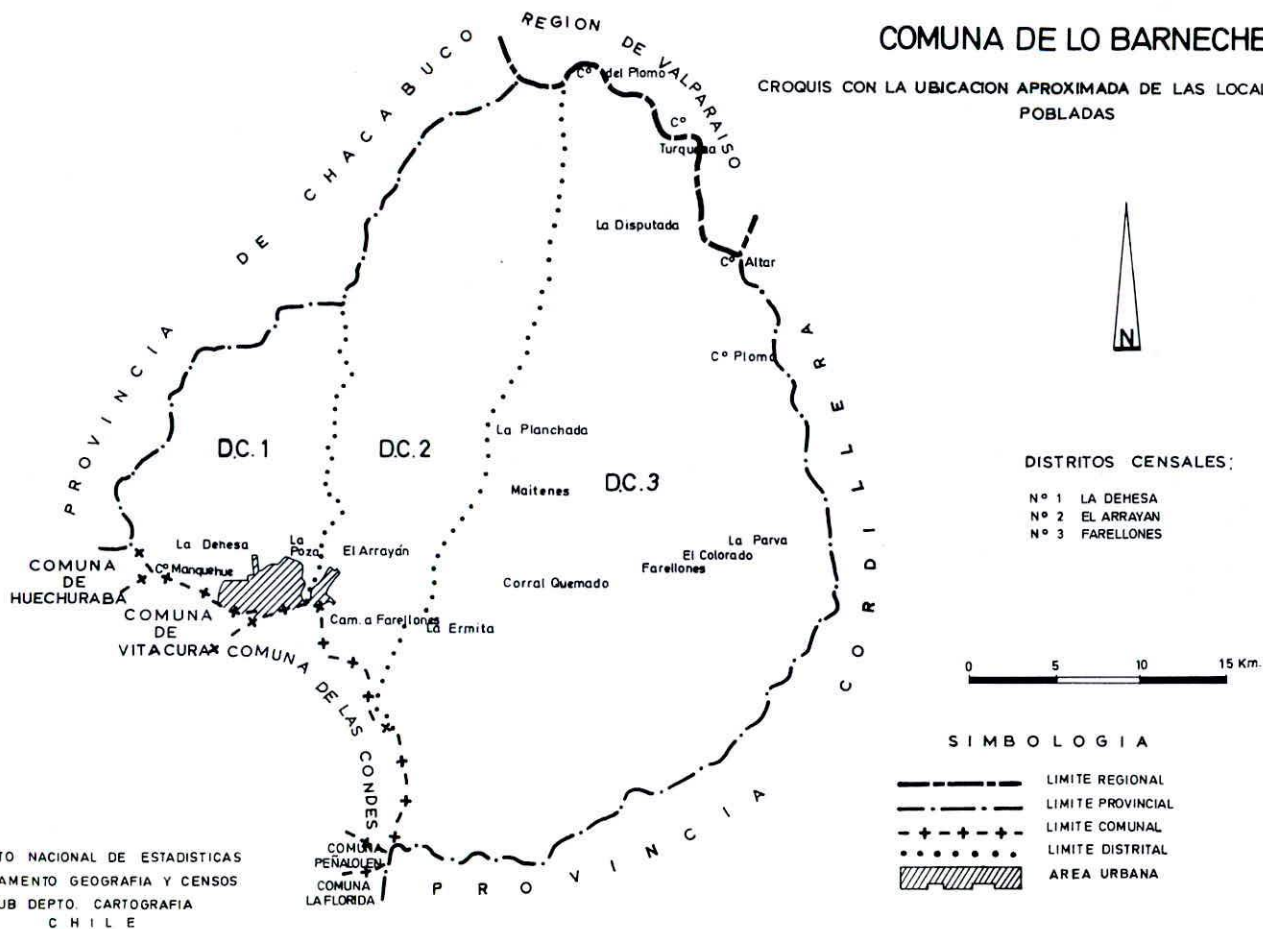 COMUNA DE LO BARNECHE
CROQUIS CON LA UBICACION APROXIMADA DE LAS LOCAL
POBLADAS
REGION DE VALPARAISO
PROVINCIA DE CHACABUCO
Cº del Plomo
Cº
Turquesa
La Disputada
Cº Altar
Cº Plomo
D.C.1
D.C.2
D.C.3
La Planchada
Maitenes
La Dehesa
La
Poza
El Arrayán
Cº Manquehue
La Parva
El Colorado
Farellones
Corral Quemado
Cam. a Farellones
La Ermita
COMUNA
DE
HUECHURABA
COMUNA
DE
VITACURA
COMUNA DE LAS CONDES
COMUNA
PEÑALOLEN
COMUNA
LA FLORIDA
PROVINCIA CORDILLERA
N
DISTRITOS CENSALES:
Nº 1 LA DEHESA
Nº 2 EL ARRAYAN
Nº 3 FARELLONES
0 5 10 15 Km.
SIMBOLOGIA
LIMITE REGIONAL
LIMITE PROVINCIAL
LIMITE COMUNAL
LIMITE DISTRITAL
AREA URBANA
TO NACIONAL DE ESTADISTICAS
AMENTO GEOGRAFIA Y CENSOS
UB DEPTO. CARTOGRAFIA
CHILE